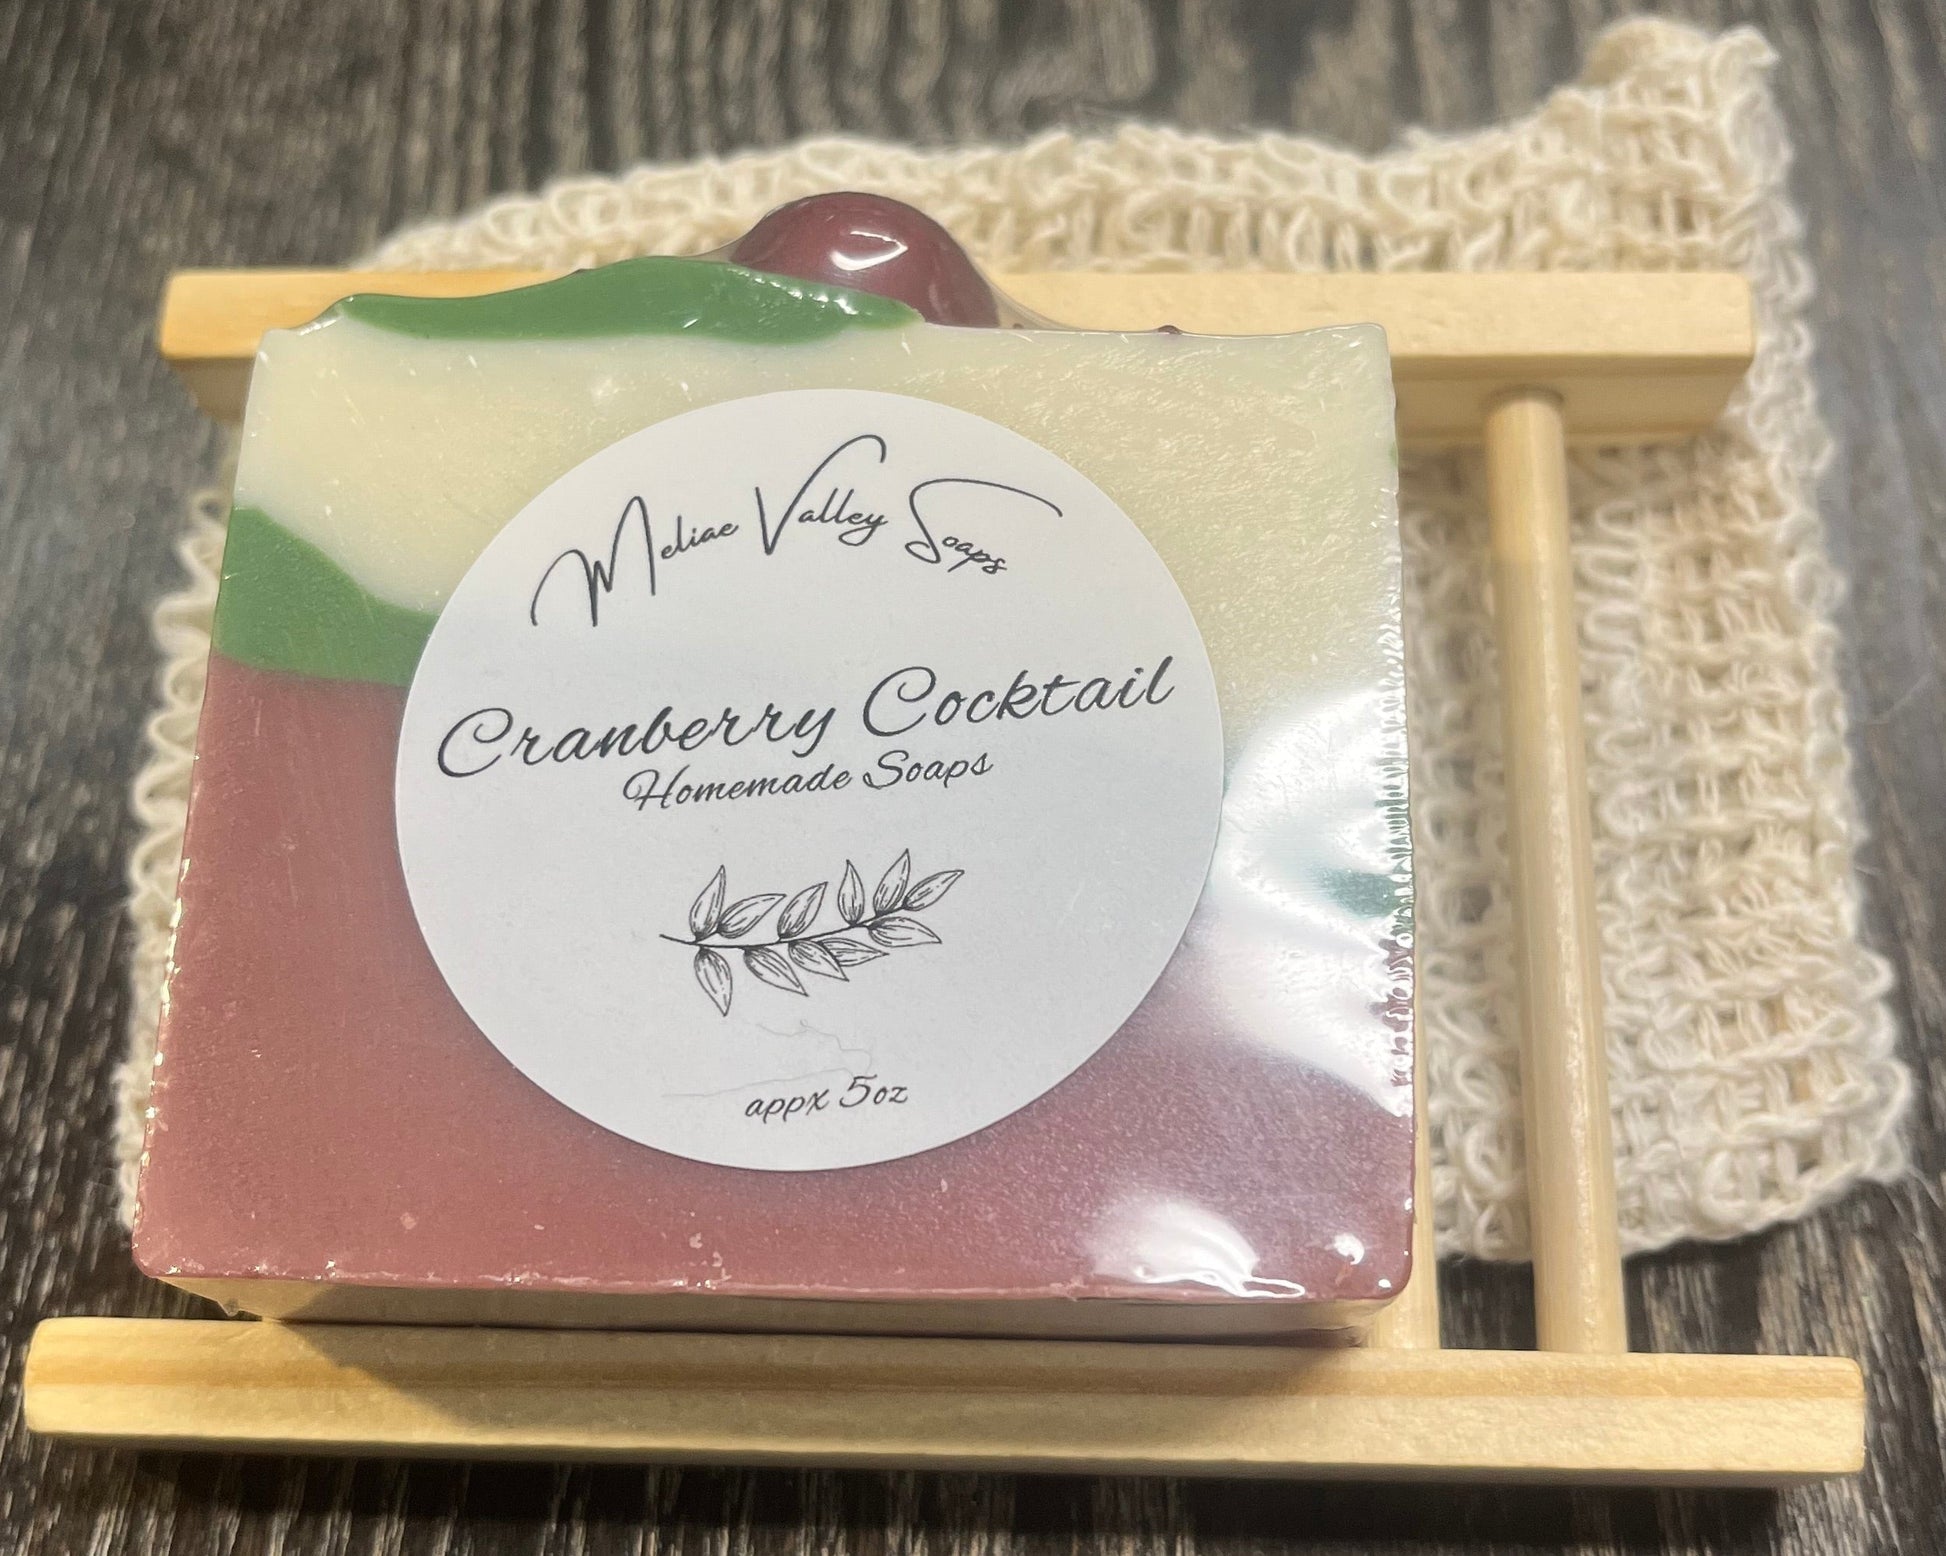 Meliae Valley Soaps
Cranberry Cocktail
Homemade Soaps
appx 5oz